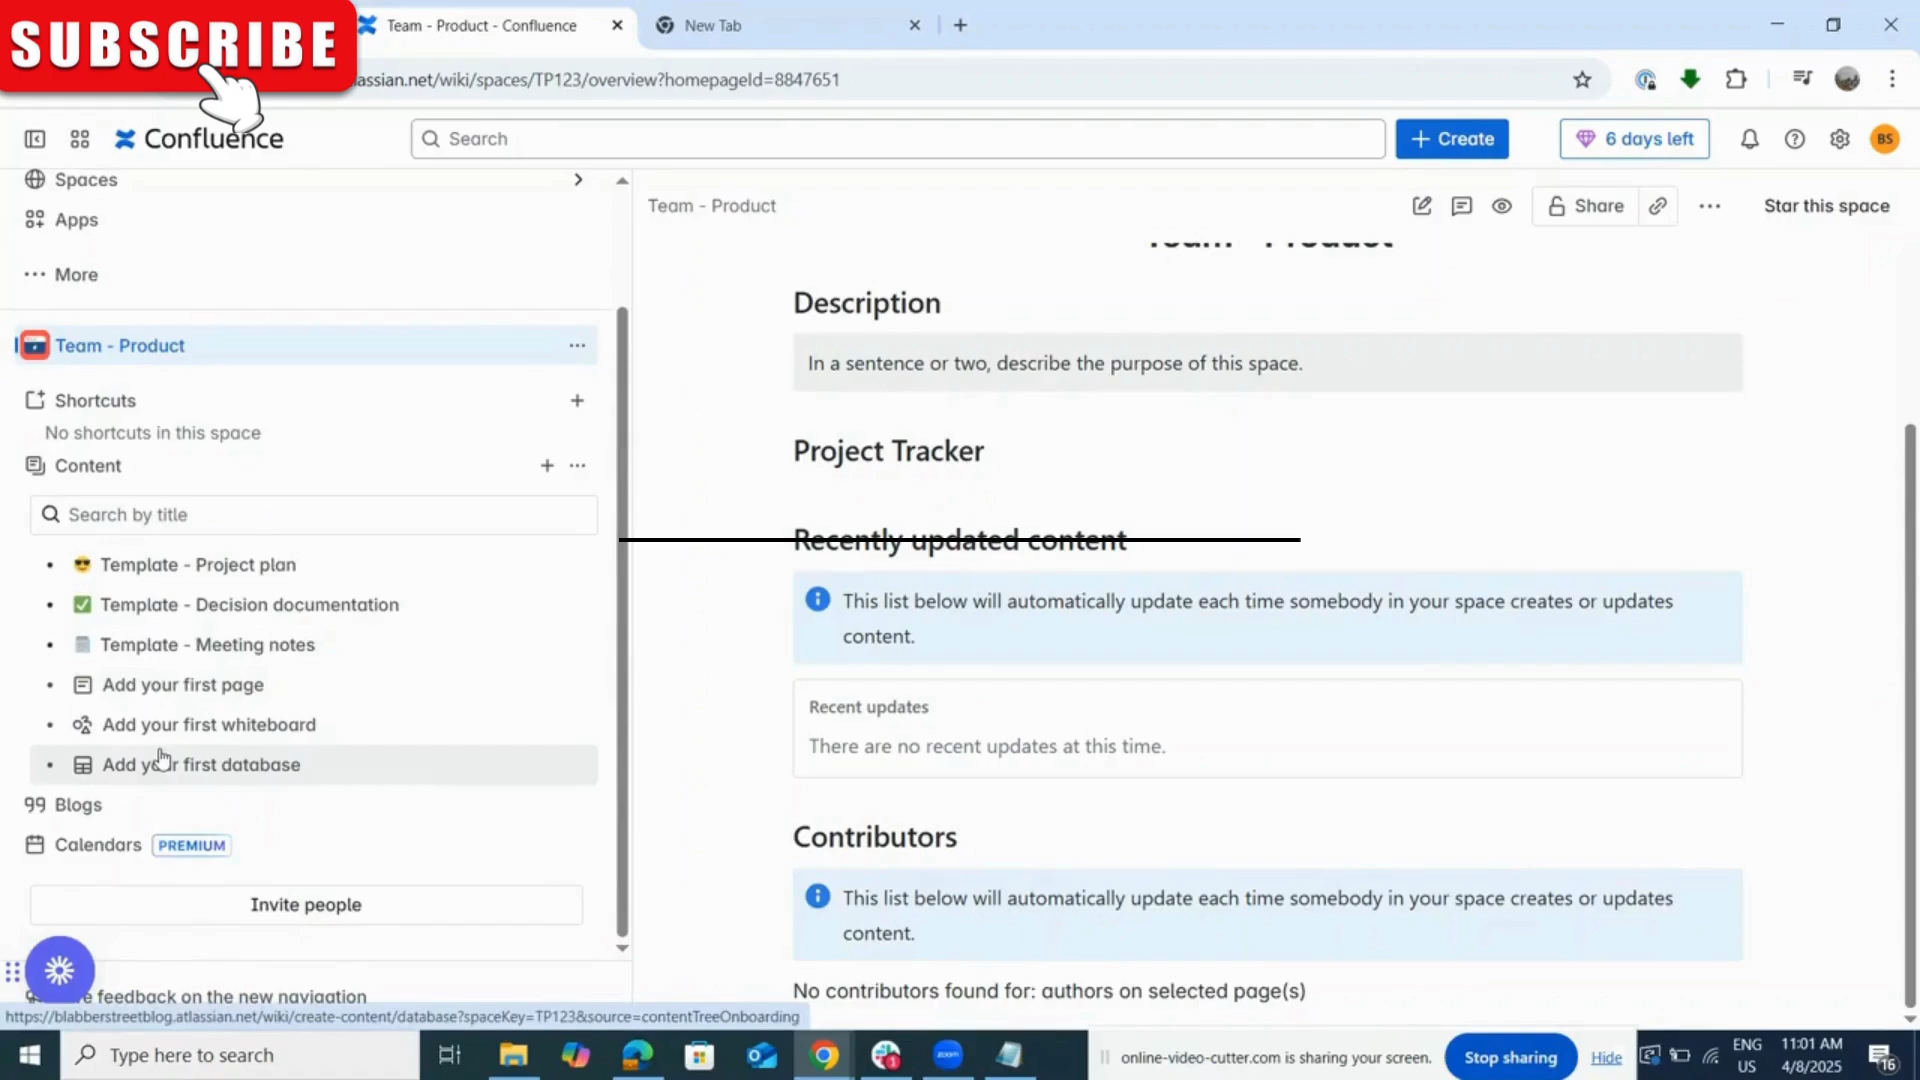 SUBSCRIBE
Team - Product - Confluence
New Tab
lassian.net/wiki/spaces/TP123/overview?homepageId=8847651
Confluence
Search
Create
6 days left
BS
Spaces
Apps
More
Team - Product
Shortcuts
No shortcuts in this space
Content
Search by title
Template - Project plan
Template - Decision documentation
Template - Meeting notes
Add your first page
Add your first whiteboard
Add your first database
Blogs
Calendars PREMIUM
Invite people
feedback on the new navigation
https://blabberstreetblog.atlassian.net/wiki/create-content/database?spaceKey=TP123&source=contentTreeOnboarding
Team - Product
Share
Star this space
Team - Product
Description
In a sentence or two, describe the purpose of this space.
Project Tracker
Recently updated content
This list below will automatically update each time somebody in your space creates or updates
content.
Recent updates
There are no recent updates at this time.
Contributors
This list below will automatically update each time somebody in your space creates or updates
content.
No contributors found for: authors on selected page(s)
Type here to search
zoom
online-video-cutter.com is sharing your screen.
Stop sharing
Hide
ENG
US
11:01 AM
4/8/2025
16